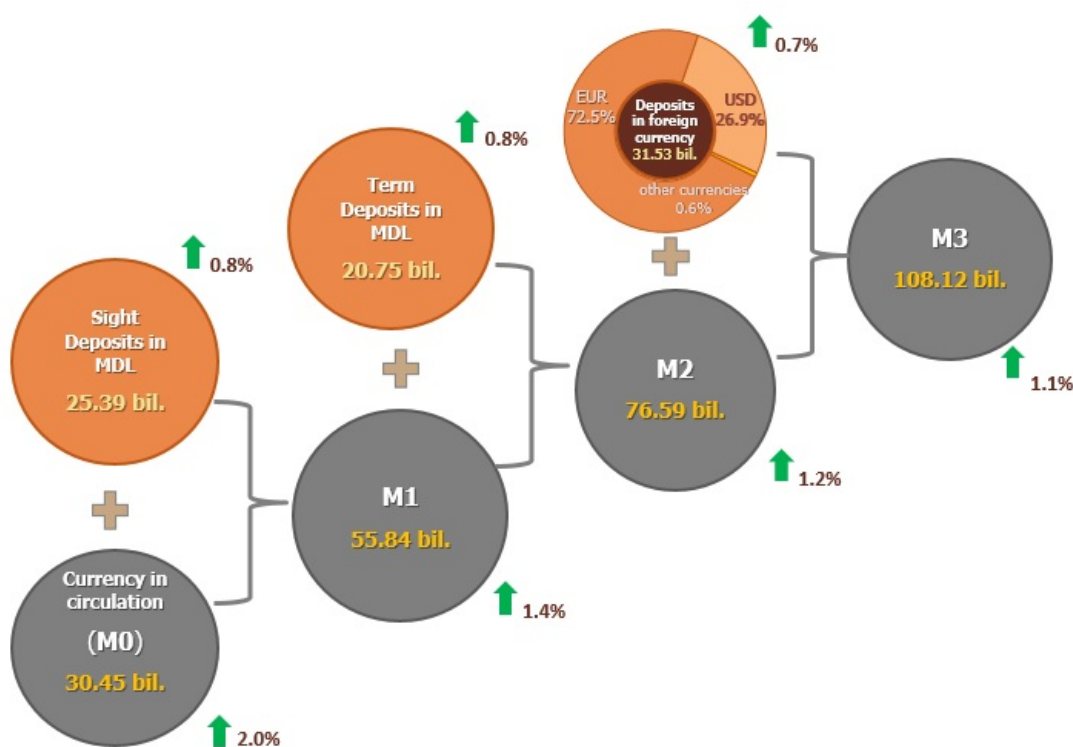 0.7%
EUR
72.5%
USD
26.9%
Deposits
in foreign
currency
31.53 bil.
other currencies
0.6%
0.8%
Term
Deposits in
MDL
20.75 bil.
M3
108.12 bil.
1.1%
0.8%
Sight
Deposits in
MDL
25.39 bil.
M2
76.59 bil.
1.2%
M1
55.84 bil.
1.4%
Currency in
circulation
(M0)
30.45 bil.
2.0%